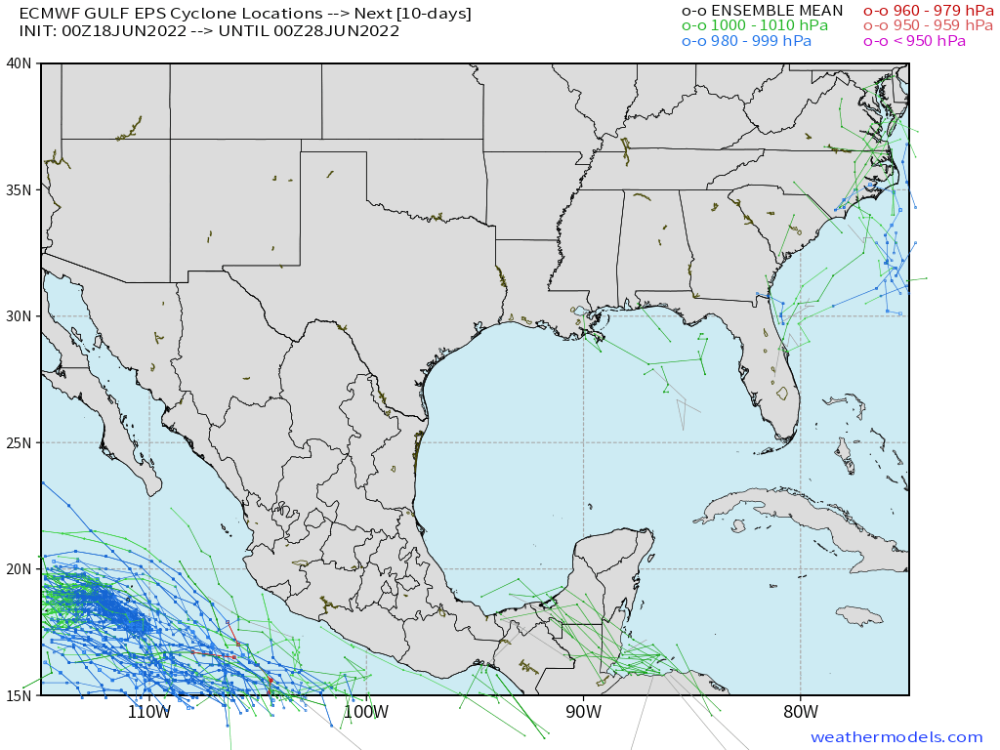 ECMWF GULF EPS Cyclone Locations --> Next [10-days]
INIT: 00Z18JUN2022 --> UNTIL 00Z28JUN2022
o-o ENSEMBLE MEAN
o-o 1000 - 1010 hPa
o-o 980 - 999 hPa
o-o 960 - 979 hPa
o-o 950 - 959 hPa
o-o < 950 hPa
40N
35N
30N
25N
20N
15N
110W
100W
90W
80W
weathermodels.com